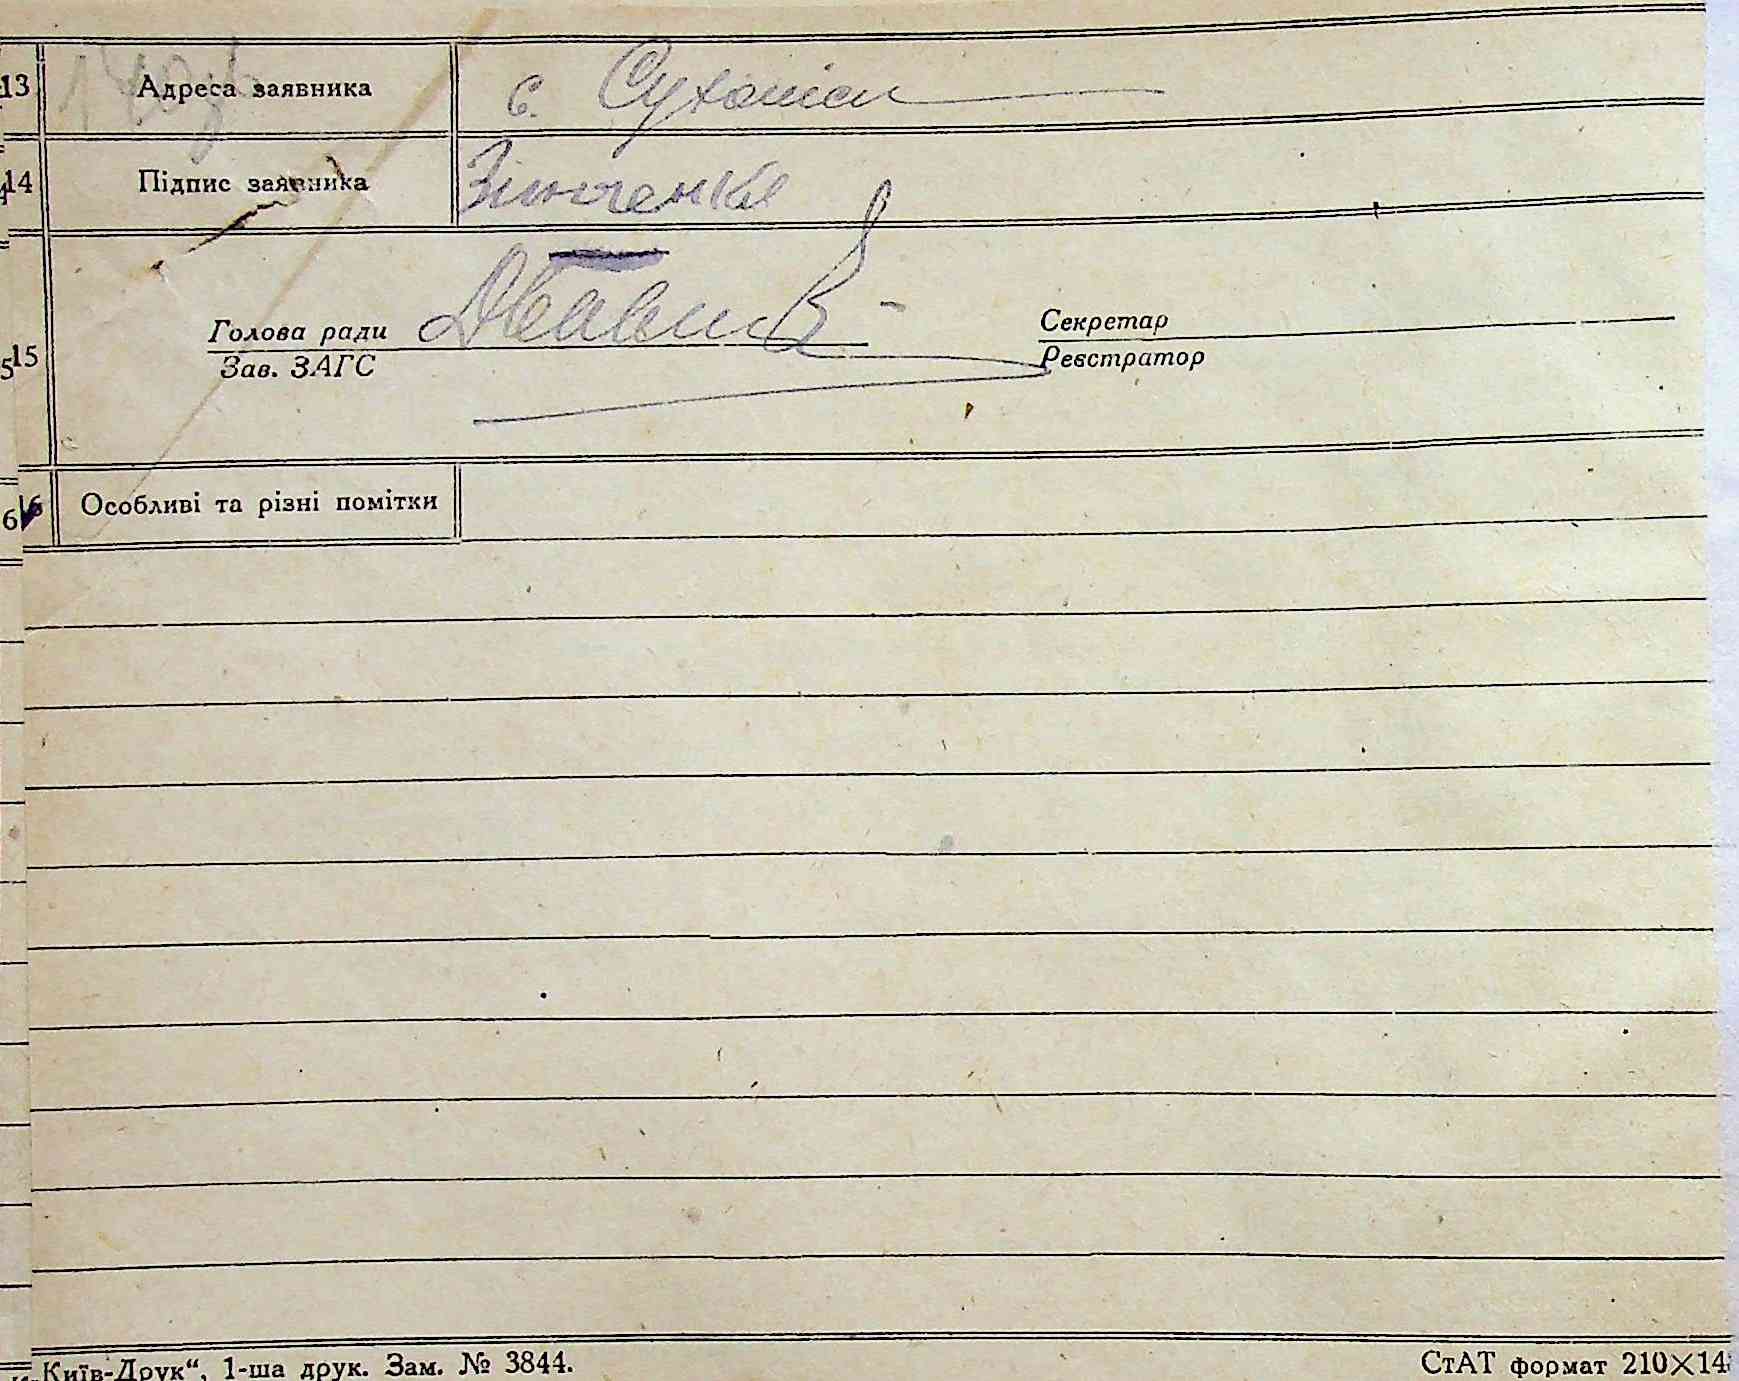 13 Адреса заявника с. Сухоліси
14 Підпис заявника Зінченко
15 Голова ради Секретар
Зав. ЗАГС Реєстратор
16 Особливі та різні помітки
Київ-Друк“, 1-ша друк. Зам. № 3844. СтАТ формат 210×14